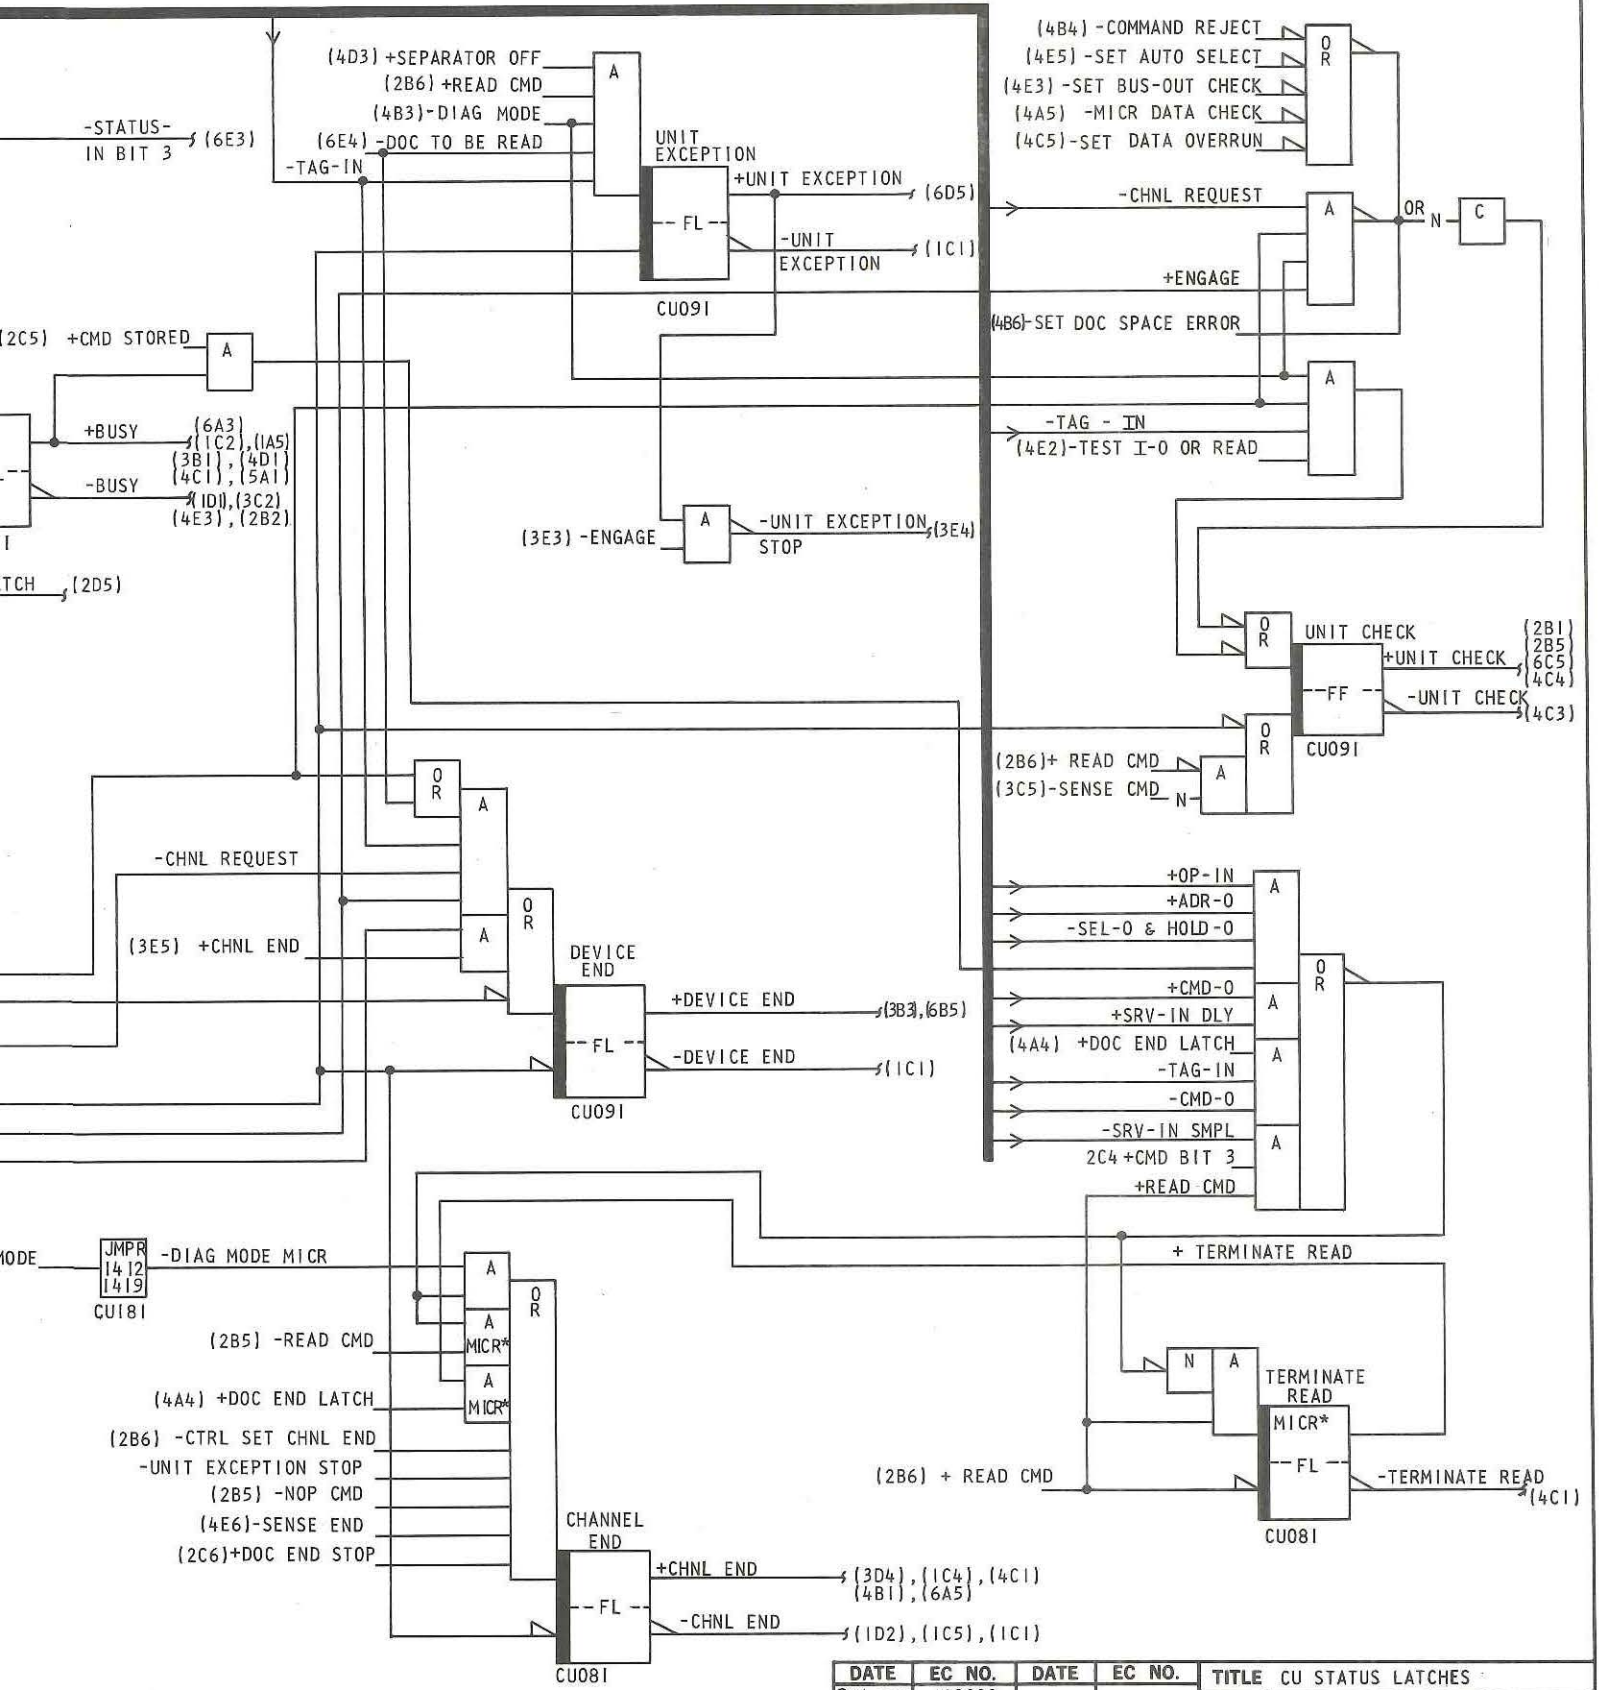 (4D3) +SEPARATOR OFF
(2B6) +READ CMD
(4B3)-DIAG MODE
(6E4) -DOC TO BE READ
-TAG-IN
A
-STATUS-
IN BIT 3
(6E3)
UNIT
EXCEPTION
+UNIT EXCEPTION
(6D5)
FL
-UNIT
EXCEPTION
(1C1)
CU091
(4B4) -COMMAND REJECT
(4E5) -SET AUTO SELECT
(4E3) -SET BUS-OUT CHECK
(4A5) -MICR DATA CHECK
(4C5)-SET DATA OVERRUN
OR
-CHNL REQUEST
A
OR
N
C
+ENGAGE
(4B6)-SET DOC SPACE ERROR
(2C5) +CMD STORED
A
A
-TAG - IN
(4E2)-TEST I-O OR READ
+BUSY
(6A3)
(1C2),(1A5)
(3B1),(4D1)
(4C1),(5A1)
-BUSY
(1D1),(3C2)
(4E3),(2B2)
1
TCH
(2D5)
(3E3) -ENGAGE
A
-UNIT EXCEPTION
STOP
(3E4)
OR
UNIT CHECK
+UNIT CHECK
(2B1)
2B5
6C5
(4C4)
FF
-UNIT CHECK
(4C3)
CU091
OR
(2B6)+ READ CMD
(3C5)-SENSE CMD
N
A
OR
A
-CHNL REQUEST
OR
(3E5) +CHNL END
A
DEVICE
END
+DEVICE END
(3B3),(6B5)
FL
-DEVICE END
(1C1)
CU091
+OP-IN
+ADR-0
-SEL-0 & HOLD-0
A
OR
+CMD-0
+SRV-IN DLY
A
(4A4) +DOC END LATCH
-TAG-IN
-CMD-0
A
-SRV-IN SMPL
2C4 +CMD BIT 3
+READ CMD
A
+ TERMINATE READ
MODE
JMPR
1412
1419
CU181
-DIAG MODE MICR
A
OR
(2B5) -READ CMD
A
MICR*
(4A4) +DOC END LATCH
A
MICR*
(2B6) -CTRL SET CHNL END
-UNIT EXCEPTION STOP
(2B5) -NOP CMD
(4E6)-SENSE END
(2C6)+DOC END STOP
CHANNEL
END
+CHNL END
(3D4),(1C4),(4C1)
(4B1),(6A5)
FL
-CHNL END
(1D2),(1C5),(1C1)
CU081
N
A
TERMINATE
READ
MICR*
FL
(2B6) + READ CMD
-TERMINATE READ
(4C1)
CU081
DATE EC NO. DATE EC NO. TITLE CU STATUS LATCHES